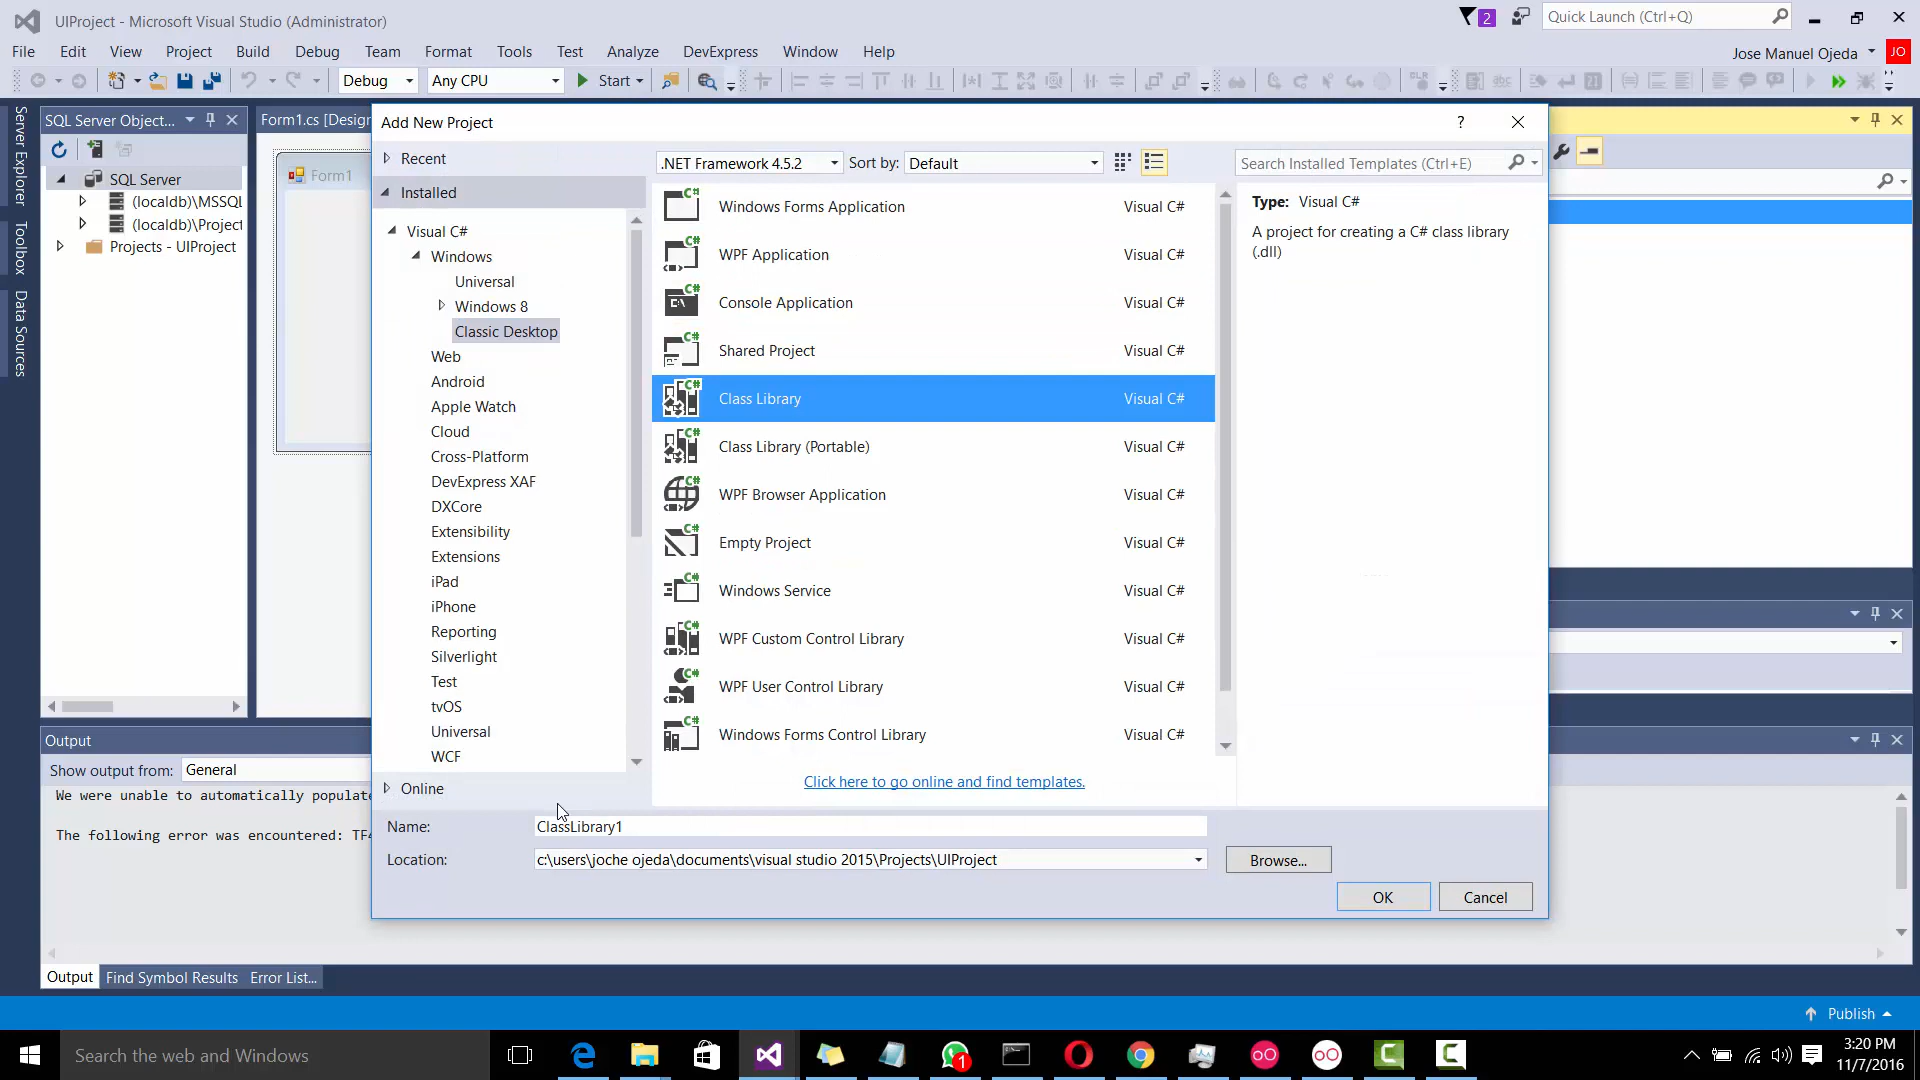 UIProject - Microsoft Visual Studio (Administrator)
2
Quick Launch (Ctrl+Q)
File Edit View Project Build Debug Team Format Tools Test Analyze DevExpress Window Help
Jose Manuel Ojeda
JO
Debug
Any CPU
Start
Server Explorer
Toolbox
Data Sources
SQL Server Object...
SQL Server
(localdb)\MSSQL
(localdb)\Project
Projects - UIProject
Form1.cs [Design
Form1
Add New Project
?
Recent
Installed
.NET Framework 4.5.2
Sort by:
Default
Search Installed Templates (Ctrl+E)
Visual C#
Windows
Universal
Windows 8
Classic Desktop
Web
Android
Apple Watch
Cloud
Cross-Platform
DevExpress XAF
DXCore
Extensibility
Extensions
iPad
iPhone
Reporting
Silverlight
Test
tvOS
Universal
WCF
Online
Windows Forms Application Visual C#
WPF Application Visual C#
Console Application Visual C#
Shared Project Visual C#
Class Library Visual C#
Class Library (Portable) Visual C#
WPF Browser Application Visual C#
Empty Project Visual C#
Windows Service Visual C#
WPF Custom Control Library Visual C#
WPF User Control Library Visual C#
Windows Forms Control Library Visual C#
Click here to go online and find templates.
Type: Visual C#
A project for creating a C# class library
(.dll)
Name: ClassLibrary1
Location: c:\users\joche ojeda\documents\visual studio 2015\Projects\UIProject
Browse...
OK
Cancel
Output
Show output from: General
We were unable to automatically populate
The following error was encountered: TF4
Output
Find Symbol Results
Error List...
Publish
Search the web and Windows
1
3:20 PM
11/7/2016